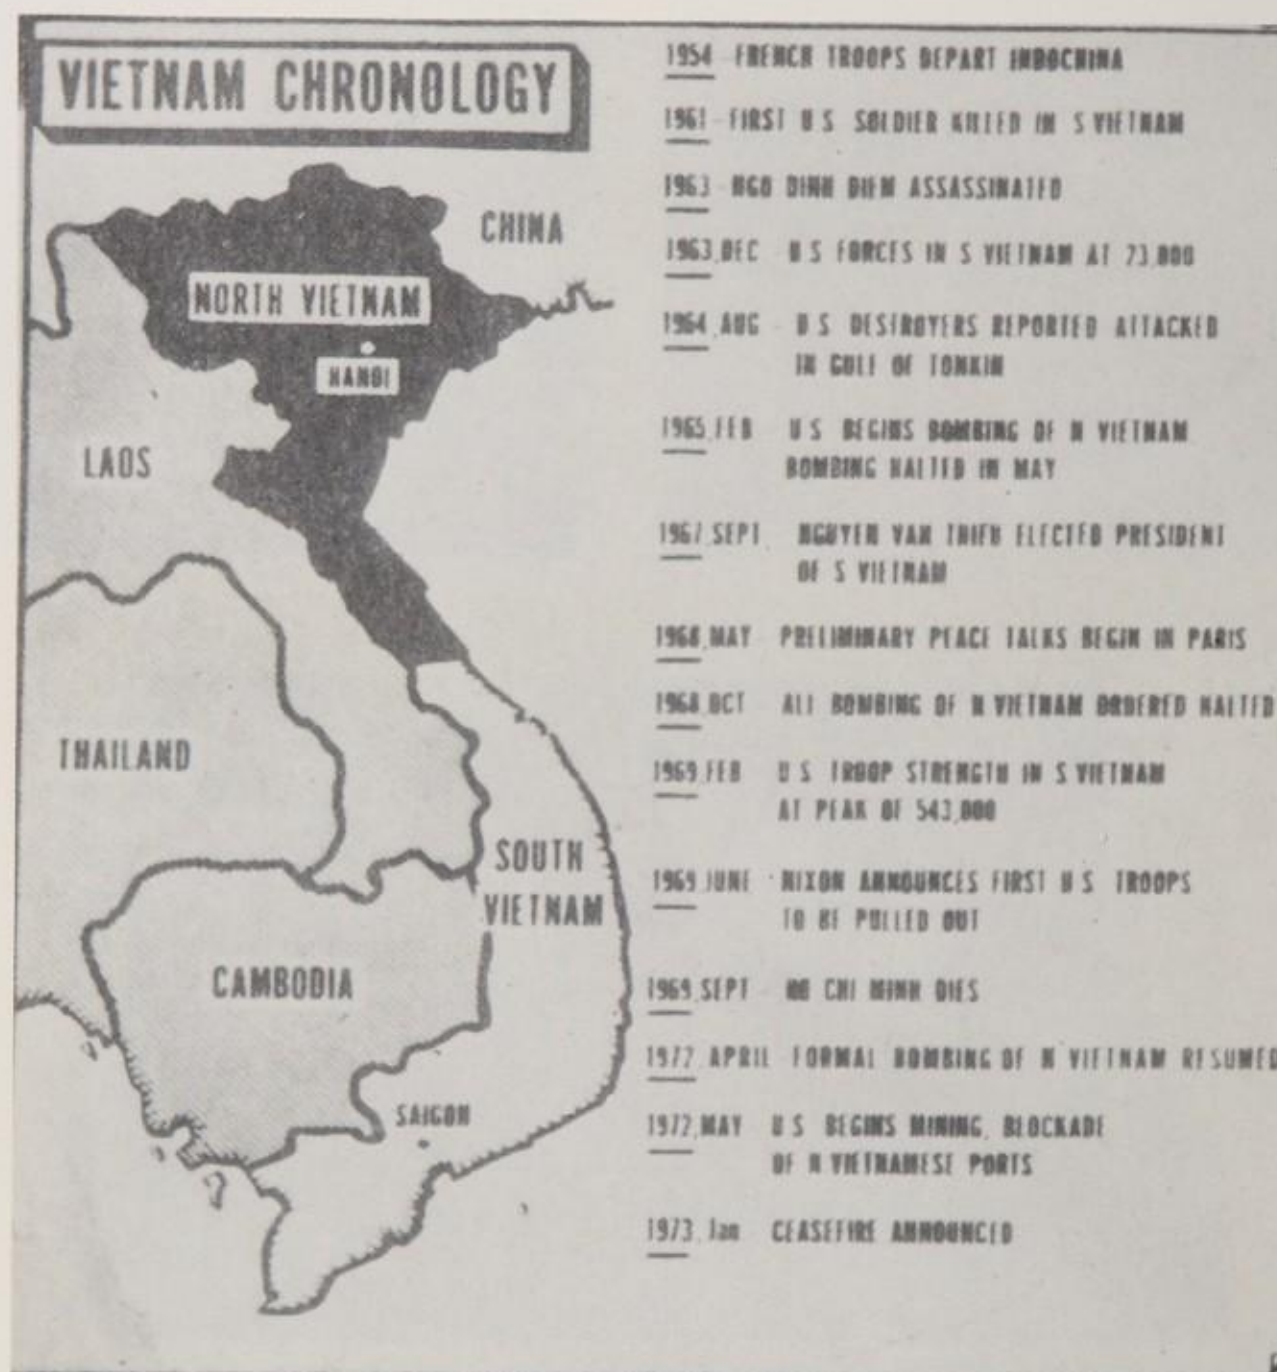 VIETNAM CHRONOLOGY
CHINA
NORTH VIETNAM
HANOI
LAOS
THAILAND
SOUTH
VIETNAM
CAMBODIA
SAIGON
1954 FRENCH TROOPS DEPART INDOCHINA
1961 FIRST U S SOLDIER KILLED IN S VIETNAM
1963 NGO DINH DIEM ASSASSINATED
1963, DEC U S FORCES IN S VIETNAM AT 23,000
1964, AUG U S DESTROYERS REPORTED ATTACKED
IN GULF OF TONKIN
1965, FEB U S BEGINS BOMBING OF N VIETNAM
BOMBING HALTED IN MAY
1967, SEPT NGUYEN VAN THIEU ELECTED PRESIDENT
OF S VIETNAM
1968, MAY PRELIMINARY PEACE TALKS BEGIN IN PARIS
1968, OCT ALL BOMBING OF N VIETNAM ORDERED HALTED
1969, FEB U S TROOP STRENGTH IN S VIETNAM
AT PEAK OF 543,000
1969, JUNE NIXON ANNOUNCES FIRST U S TROOPS
TO BE PULLED OUT
1969, SEPT HO CHI MINH DIES
1972, APRIL FORMAL BOMBING OF N VIETNAM RESUMED
1972, MAY U S BEGINS MINING, BLOCKADE
OF N VIETNAMESE PORTS
1973, Jan CEASEFIRE ANNOUNCED